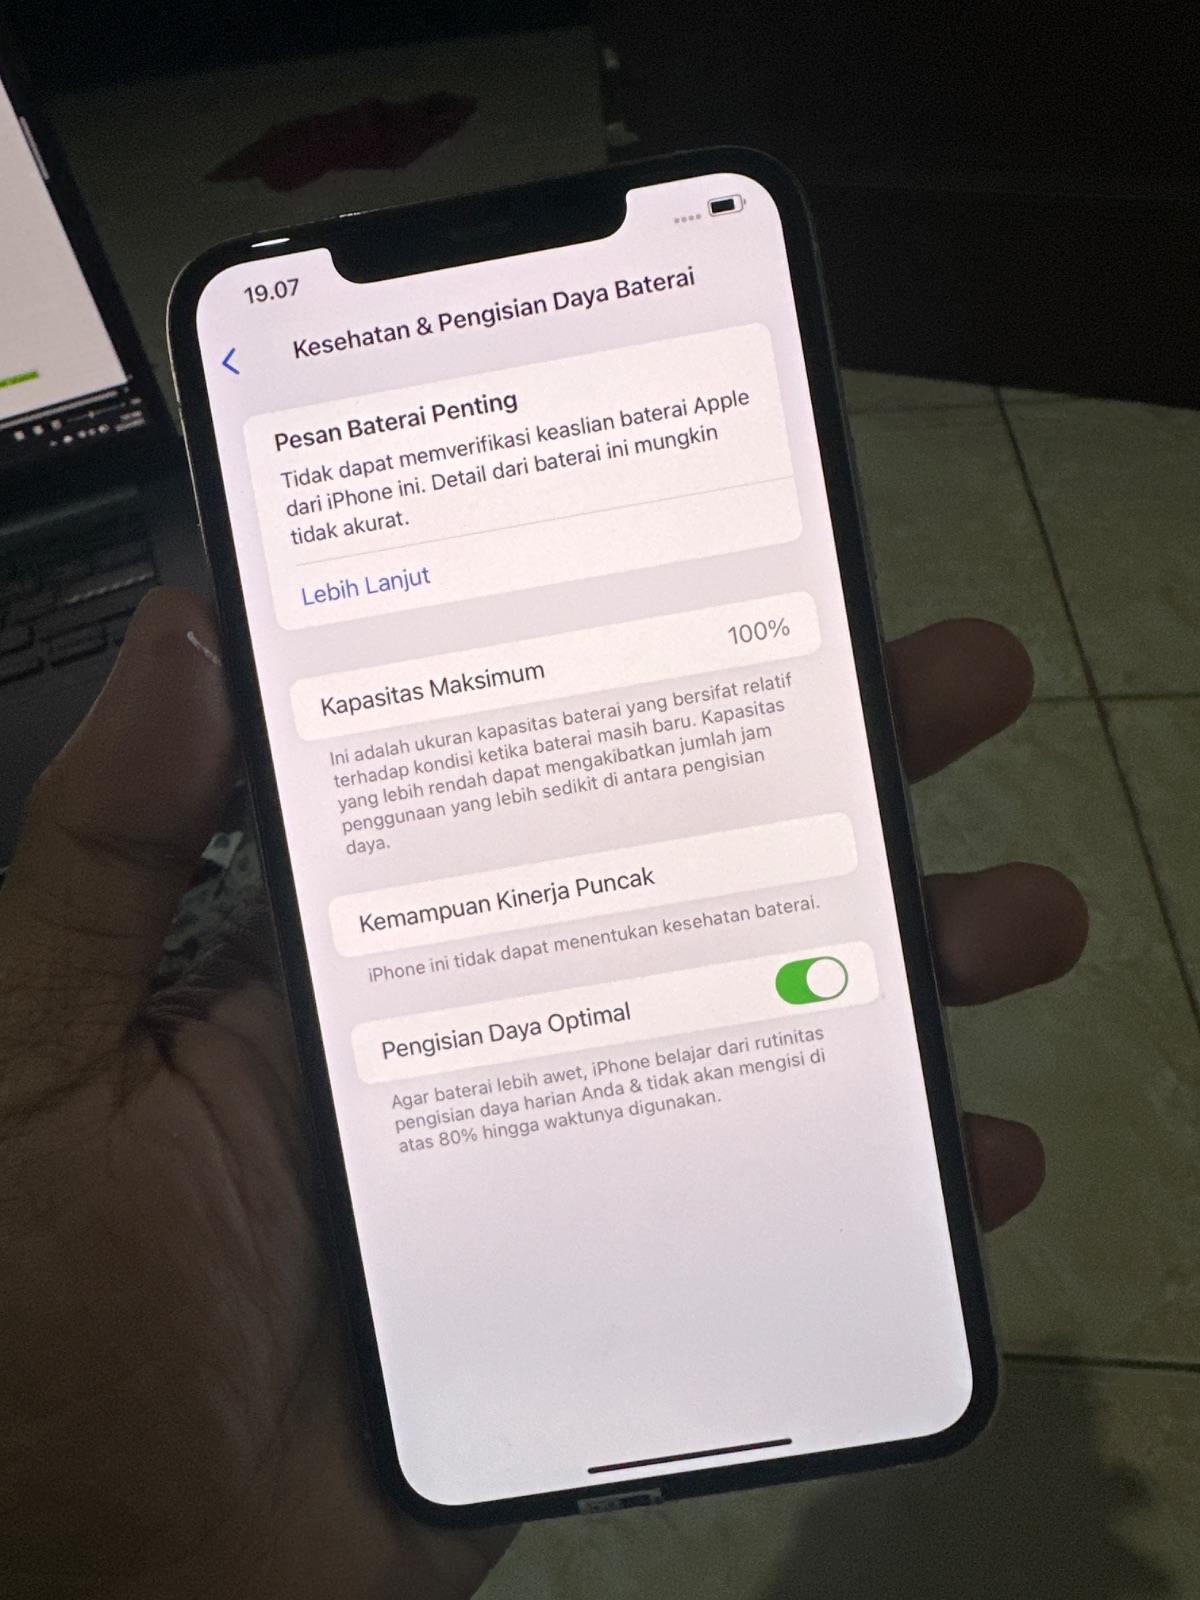 19.07
Kesehatan & Pengisian Daya Baterai
Pesan Baterai Penting
Tidak dapat memverifikasi keaslian baterai Apple
dari iPhone ini. Detail dari baterai ini mungkin
tidak akurat.
Lebih Lanjut
Kapasitas Maksimum 100%
Ini adalah ukuran kapasitas baterai yang bersifat relatif
terhadap kondisi ketika baterai masih baru. Kapasitas
yang lebih rendah dapat mengakibatkan jumlah jam
penggunaan yang lebih sedikit di antara pengisian
daya.
Kemampuan Kinerja Puncak
iPhone ini tidak dapat menentukan kesehatan baterai.
Pengisian Daya Optimal
Agar baterai lebih awet, iPhone belajar dari rutinitas
pengisian daya harian Anda & tidak akan mengisi di
atas 80% hingga waktunya digunakan.